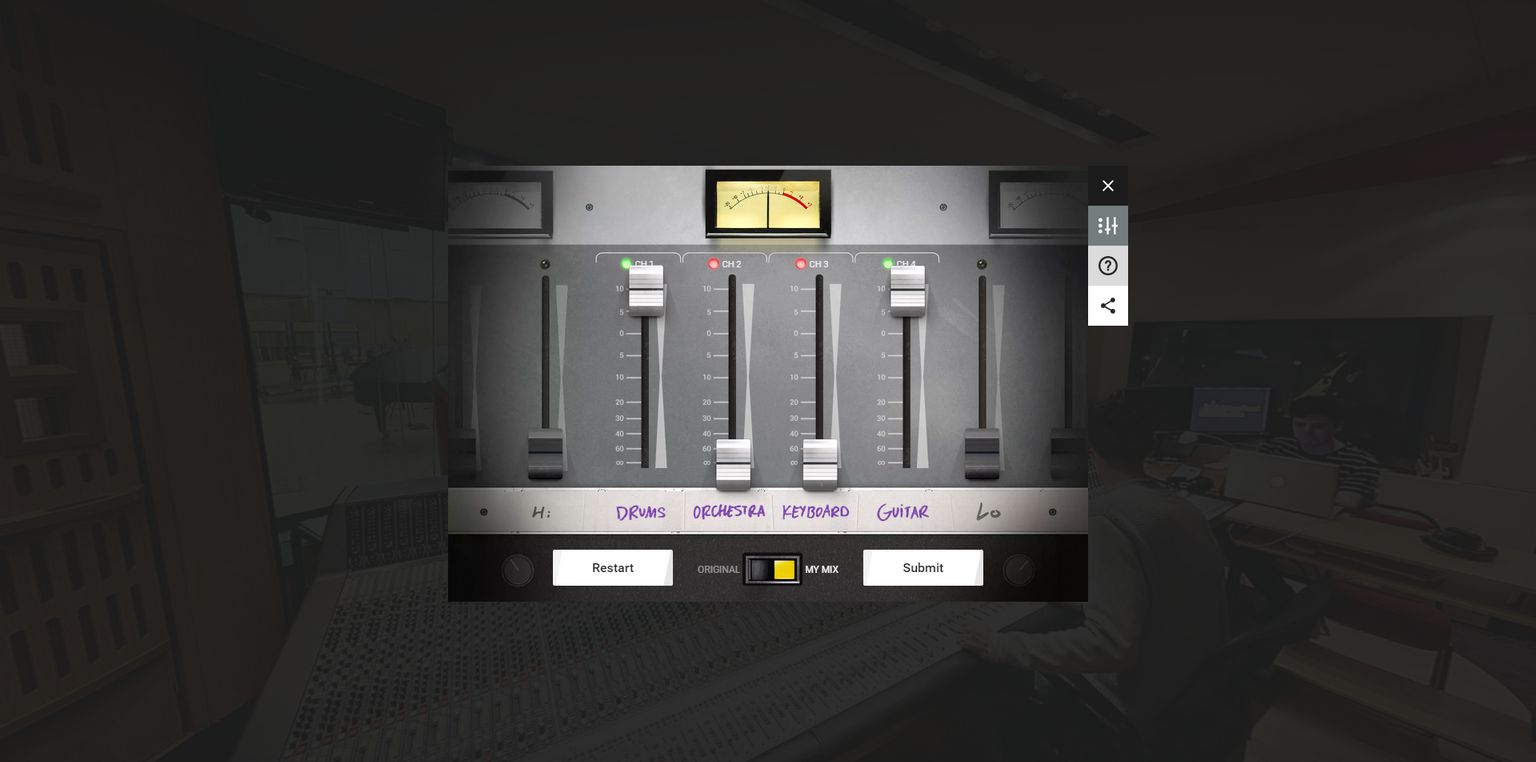 CH 1 CH 2 CH 3 CH 4
10 10 10 10
5 5 5 5
0 0 0 0
5 5 5 5
10 10 10 10
20 20 20 20
30 30 30 30
40 40 40 40
60 60 60 60
∞ ∞ ∞ ∞
Hi DRUMS ORCHESTRA KEYBOARD GUITAR Lo
Restart ORIGINAL MY MIX Submit